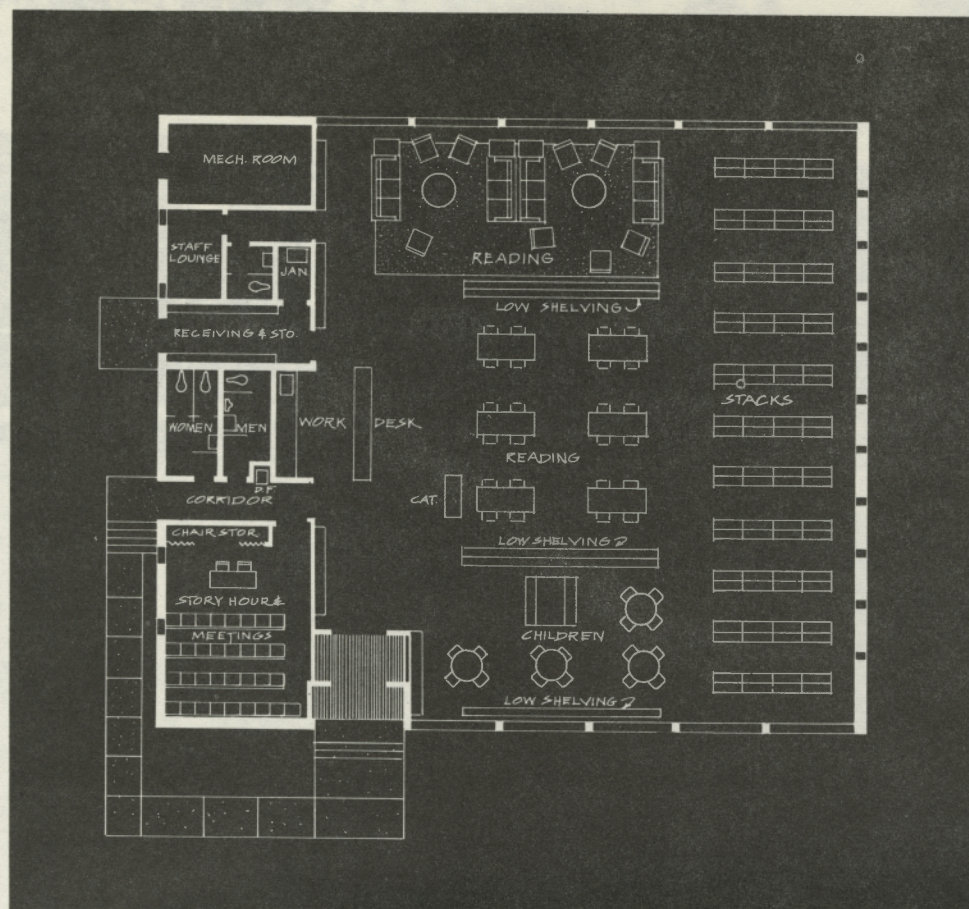 MECH. ROOM
STAFF
LOUNGE
JAN.
READING
LOW SHELVING
RECEIVING & STO.
STACKS
WOMEN
MEN
WORK
DESK
READING
D.F.
CORRIDOR
CAT.
CHAIR STOR.
LOW SHELVING
STORY HOUR &
MEETINGS
CHILDREN
LOW SHELVING